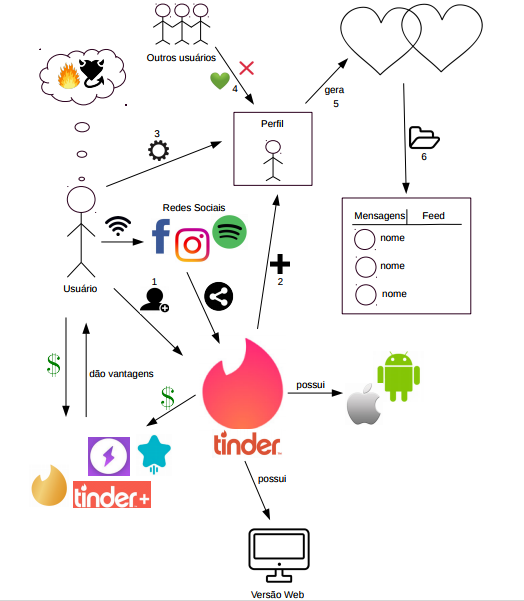 Outros usuários
4
gera
5
Perfil
3
6
Redes Sociais
Mensagens Feed
nome
nome
nome
Usuário
1
2
$
dão vantagens
$
possui
tinder
tinder+
possui
Versão Web